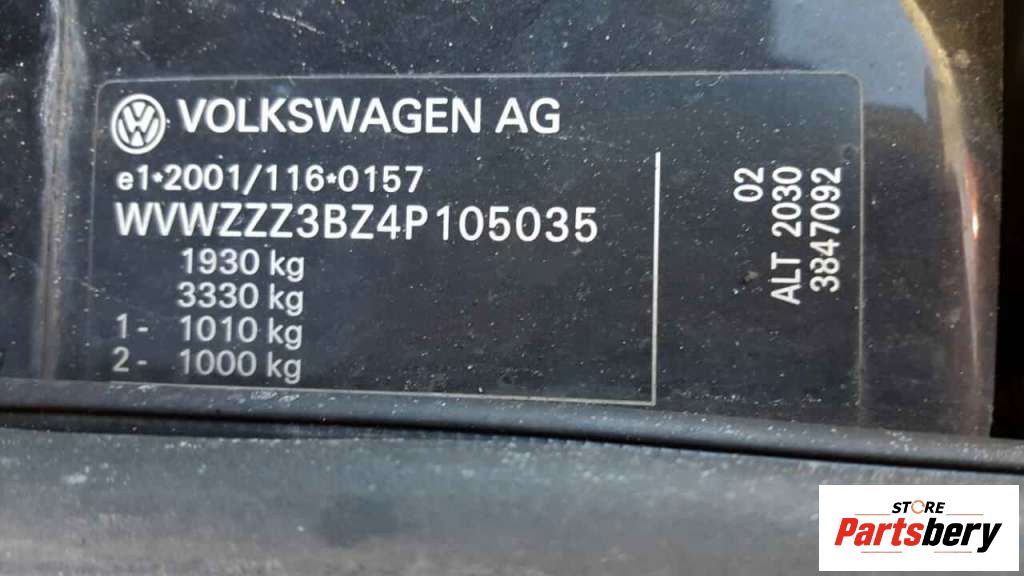 VOLKSWAGEN AG
e1*2001/116*0157
WVWZZZ3BZ4P105035
1930 kg
3330 kg
1- 1010 kg
2- 1000 kg
02
ALT 2030
3847092
STORE
Partsbery